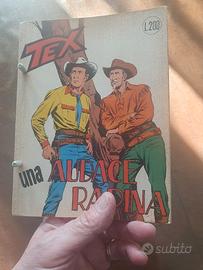 TEX
L.200
una AUDACE
RAPINA
subito